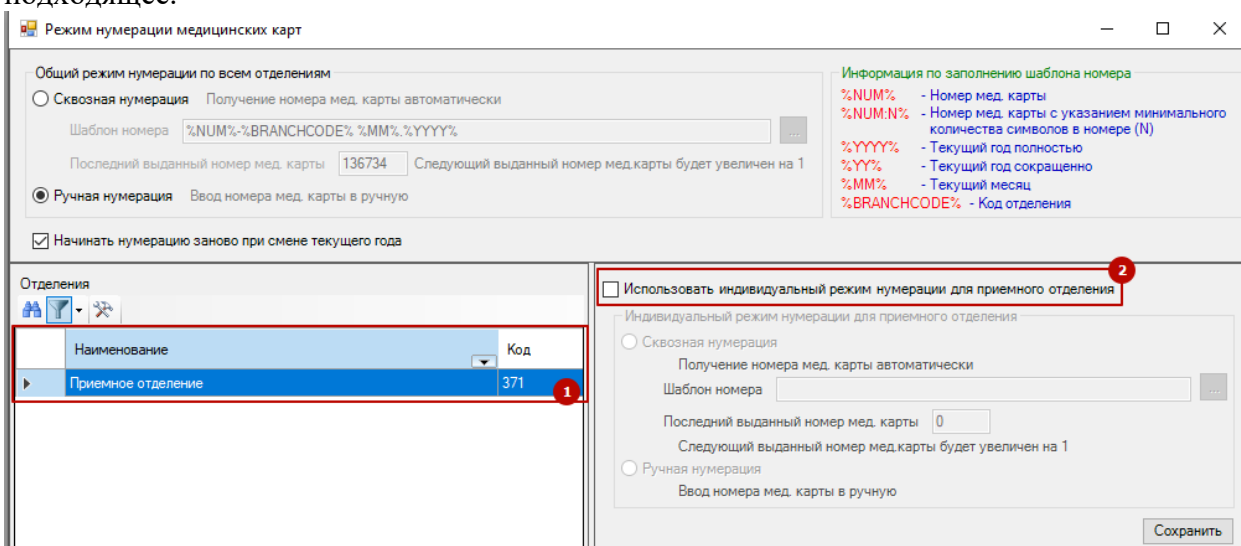 подходящее.
Режим нумерации медицинских карт
Общий режим нумерации по всем отделениям
Сквозная нумерация Получение номера мед. карты автоматически
Шаблон номера %NUM%-%BRANCHCODE% %MM%.%YYYY% ...
Последний выданный номер мед. карты 136734 Следующий выданный номер мед.карты будет увеличен на 1
Ручная нумерация Ввод номера мед. карты в ручную
Начинать нумерацию заново при смене текущего года
Информация по заполнению шаблона номера
%NUM% - Номер мед. карты
%NUM:N% - Номер мед. карты с указанием минимального
количества символов в номере (N)
%YYYY% - Текущий год полностью
%YY% - Текущий год сокращенно
%MM% - Текущий месяц
%BRANCHCODE% - Код отделения
Отделения
Наименование Код
Приемное отделение 371
1
2
Использовать индивидуальный режим нумерации для приемного отделения
Индивидуальный режим нумерации для приемного отделения
Сквозная нумерация
Получение номера мед. карты автоматически
Шаблон номера ...
Последний выданный номер мед. карты 0
Следующий выданный номер мед.карты будет увеличен на 1
Ручная нумерация
Ввод номера мед. карты в ручную
Сохранить